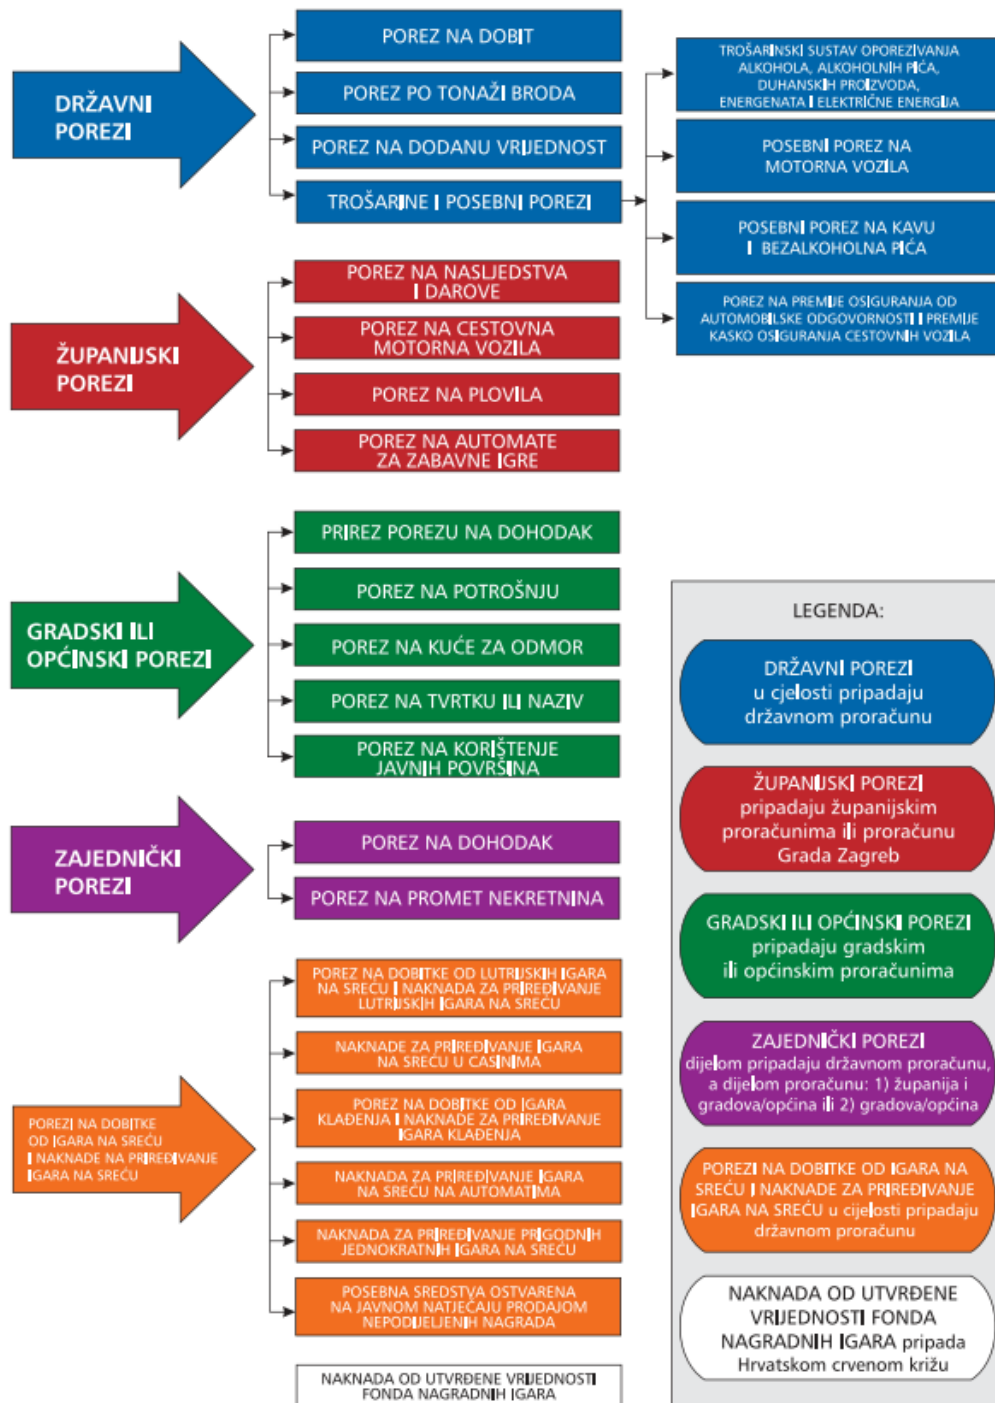 DRŽAVNI
POREZI
POREZ NA DOBIT
POREZ PO TONAŽI BRODA
POREZ NA DODANU VRIJEDNOST
TROŠARINE I POSEBNI POREZI
TROŠARINSKI SUSTAV OPOREZIVANJA
ALKOHOLA, ALKOHOLNIH PIĆA,
DUHANSKIH PROIZVODA,
ENERGENATA I ELEKTRIČNE ENERGIJA
POSEBNI POREZ NA
MOTORNA VOZILA
POSEBNI POREZ NA KAVU
I BEZALKOHOLNA PIĆA
POREZ NA PREMIJE OSIGURANJA OD
AUTOMOBILSKE ODGOVORNOSTI I PREMIJE
KASKO OSIGURANJA CESTOVNIH VOZILA
ŽUPANIJSKI
POREZI
POREZ NA NASLJEDSTVA
I DAROVE
POREZ NA CESTOVNA
MOTORNA VOZILA
POREZ NA PLOVILA
POREZ NA AUTOMATE
ZA ZABAVNE IGRE
GRADSKI ILI
OPĆINSKI POREZI
PRIREZ POREZU NA DOHODAK
POREZ NA POTROŠNJU
POREZ NA KUĆE ZA ODMOR
POREZ NA TVRTKU ILI NAZIV
POREZ NA KORIŠTENJE
JAVNIH POVRŠINA
ZAJEDNIČKI
POREZI
POREZ NA DOHODAK
POREZ NA PROMET NEKRETNINA
POREZI NA DOBITKE
OD IGARA NA SREĆU
I NAKNADE NA PRIREĐIVANJE
IGARA NA SREĆU
POREZ NA DOBITKE OD LUTRIJSKIH IGARA
NA SREĆU I NAKNADA ZA PRIREĐIVANJE
LUTRIJSKIH IGARA NA SREĆU
NAKNADE ZA PRIREĐIVANJE IGARA
NA SREĆU U CASINIMA
POREZ NA DOBITKE OD IGARA
KLAĐENJA I NAKNADE ZA PRIREĐIVANJE
IGARA KLAĐENJA
NAKNADA ZA PRIREĐIVANJE IGARA
NA SREĆU NA AUTOMATIMA
NAKNADA ZA PRIREĐIVANJE PRIGODNIH
JEDNOKRATNIH IGARA NA SREĆU
POSEBNA SREDSTVA OSTVARENA
NA JAVNOM NATJEČAJU PRODAJOM
NEPODIJELJENIH NAGRADA
NAKNADA OD UTVRĐENE VRIJEDNOSTI
FONDA NAGRADNIH IGARA
LEGENDA:
DRŽAVNI POREZI
u cjelosti pripadaju
državnom proračunu
ŽUPANIJSKI POREZI
pripadaju županijskim
proračunima ili proračunu
Grada Zagreb
GRADSKI ILI OPĆINSKI POREZI
pripadaju gradskim
ili općinskim proračunima
ZAJEDNIČKI POREZI
dijelom pripadaju državnom proračunu,
a dijelom proračunu: 1) županija i
gradova/općina ili 2) gradova/općina
POREZI NA DOBITKE OD IGARA NA
SREĆU I NAKNADE ZA PRIREĐIVANJE
IGARA NA SREĆU u cijelosti pripadaju
državnom proračunu
NAKNADA OD UTVRĐENE
VRIJEDNOSTI FONDA
NAGRADNIH IGARA pripada
Hrvatskom crvenom križu